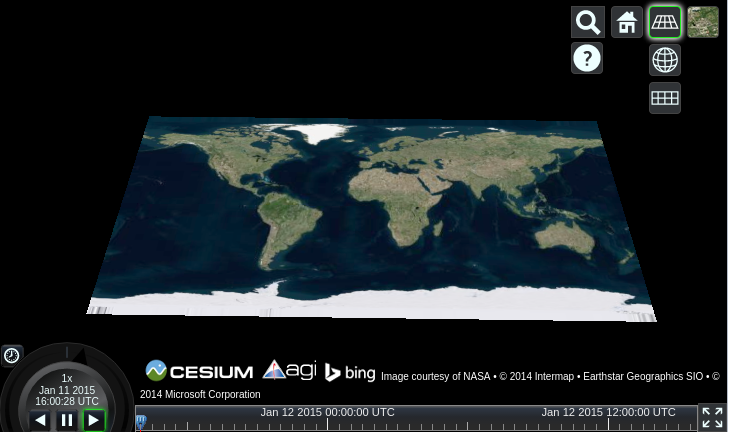 ?
CESIUM agi bing Image courtesy of NASA • © 2014 Intermap • Earthstar Geographics SIO • ©
2014 Microsoft Corporation
1x
Jan 11 2015
16:00:28 UTC
Jan 12 2015 00:00:00 UTC Jan 12 2015 12:00:00 UTC